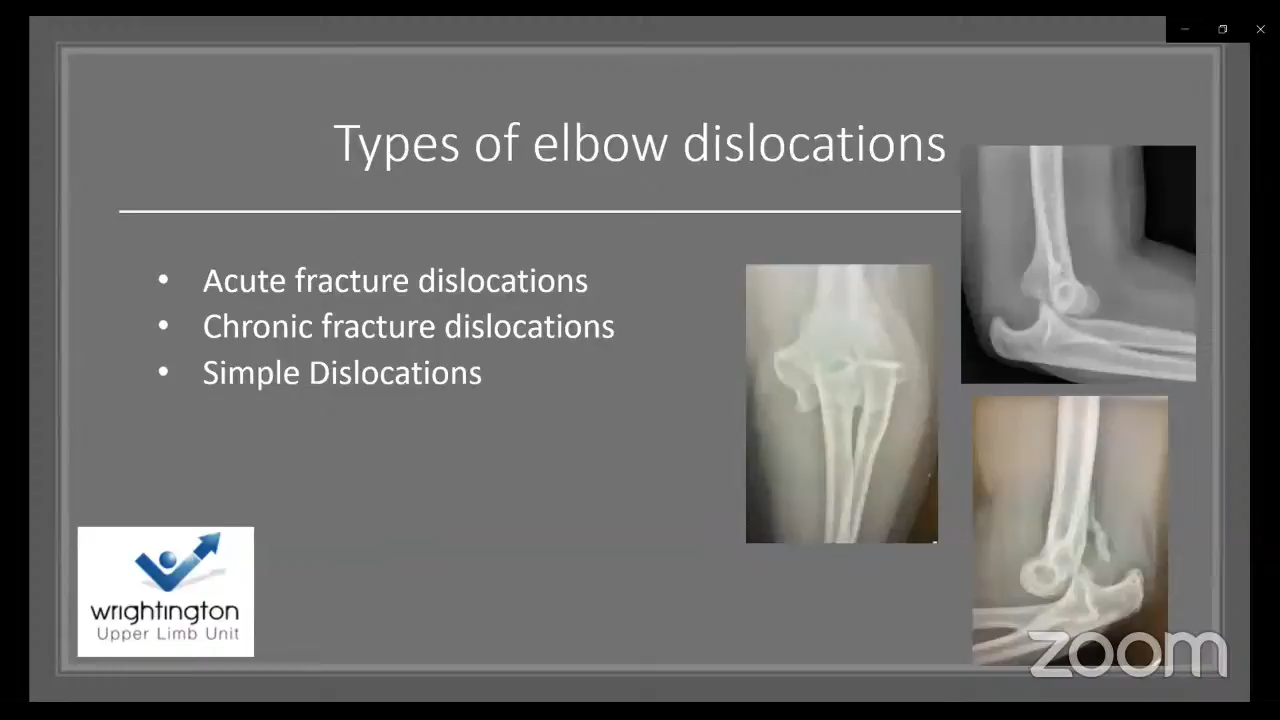 Types of elbow dislocations
• Acute fracture dislocations
• Chronic fracture dislocations
• Simple Dislocations
wrightington
Upper Limb Unit
zoom